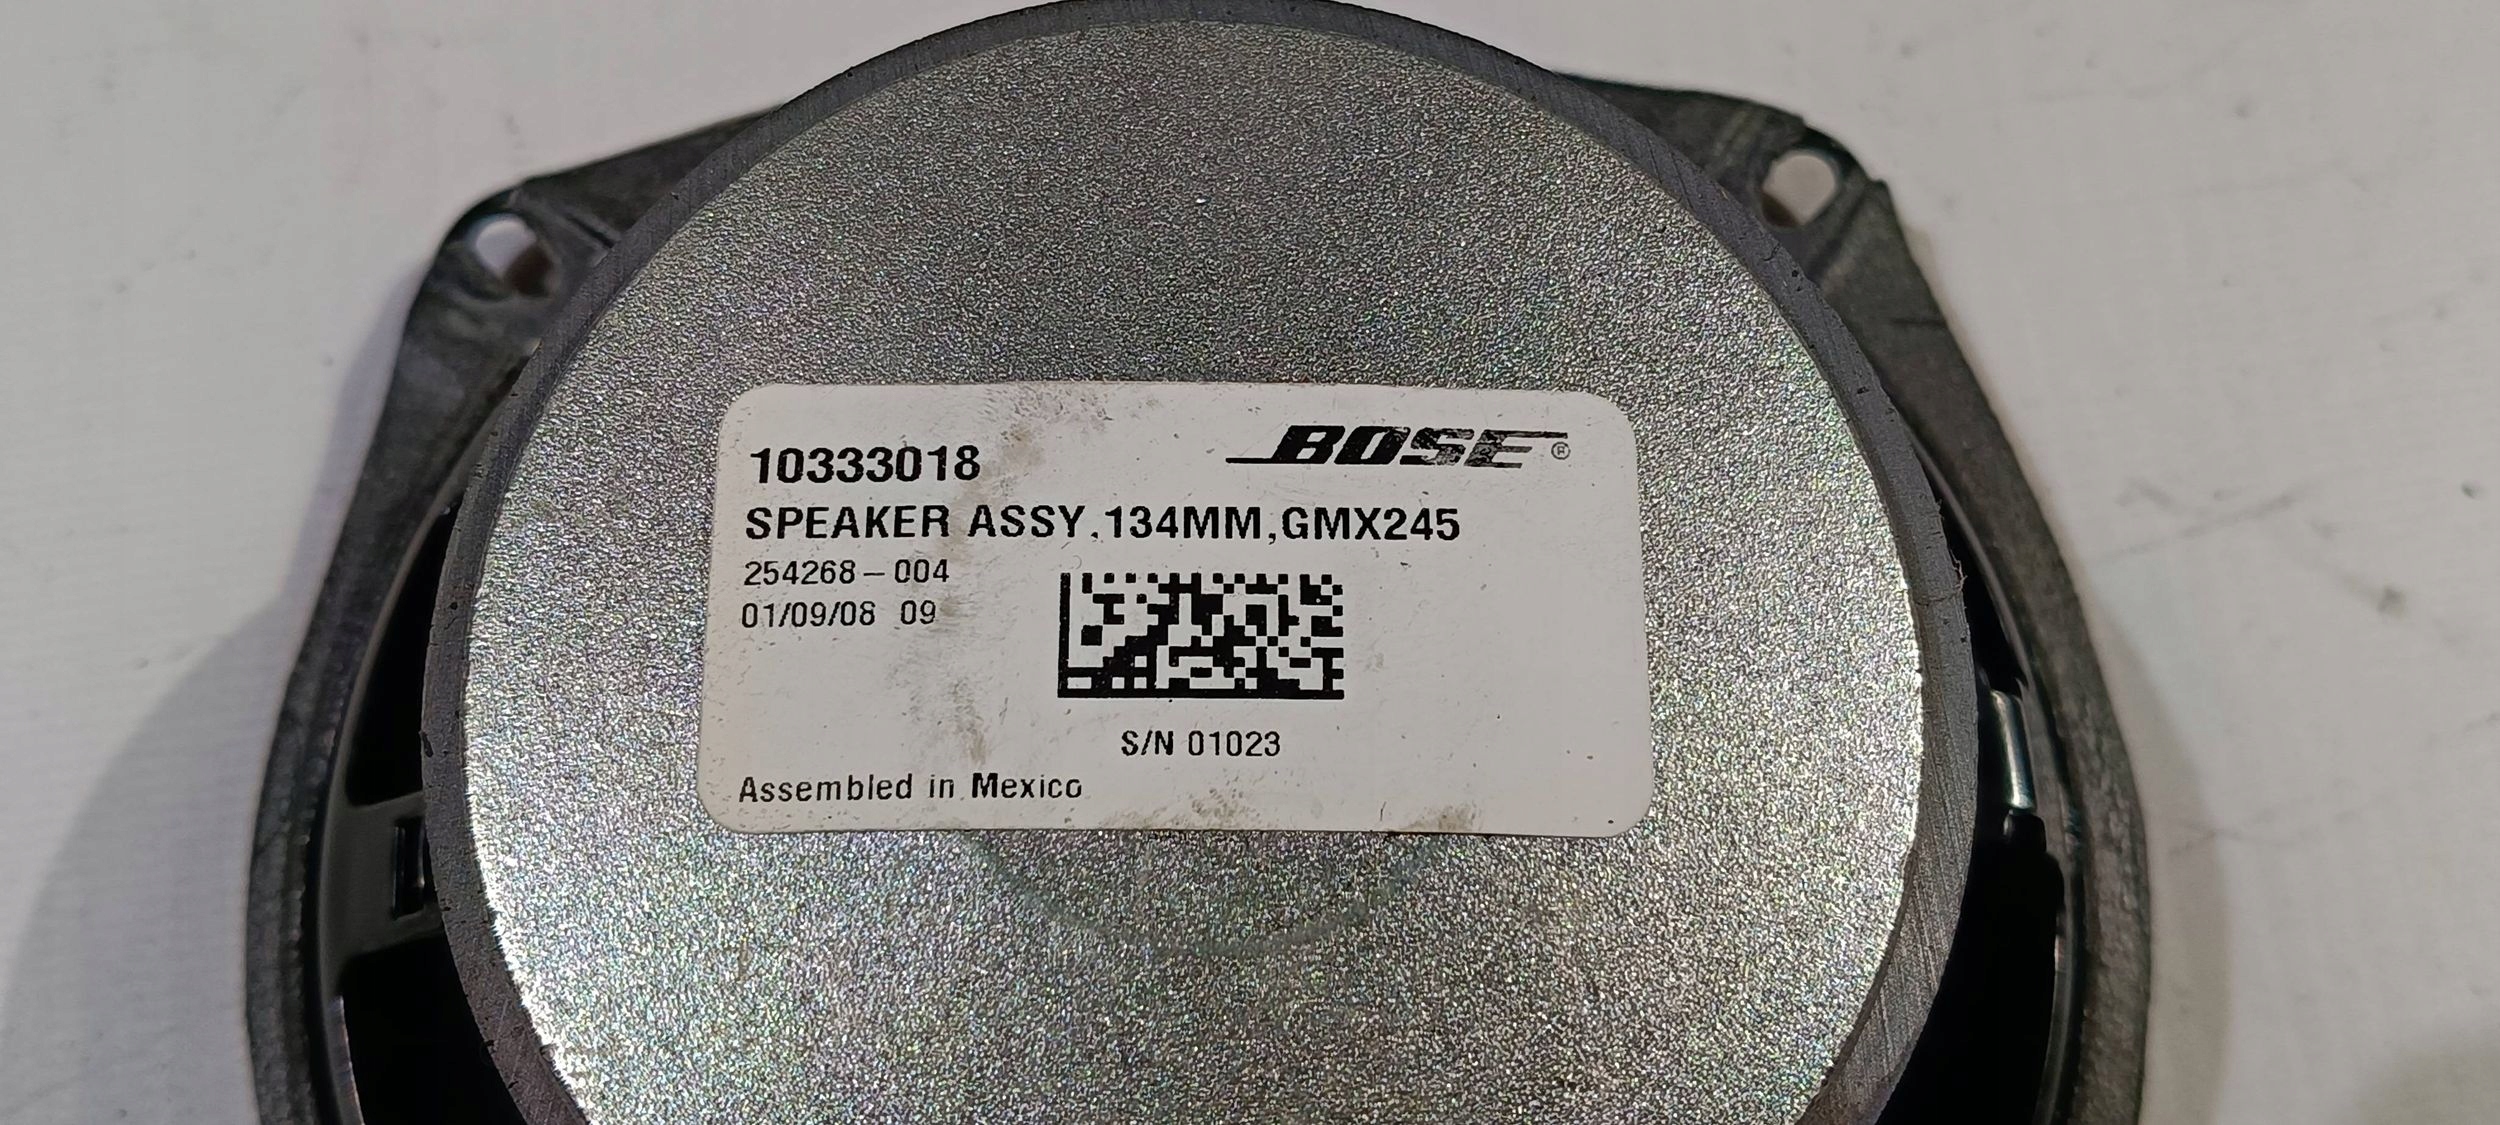 10333018 BOSE®
SPEAKER ASSY,134MM,GMX245
254268-004
01/09/08 09
S/N 01023
Assembled in Mexico